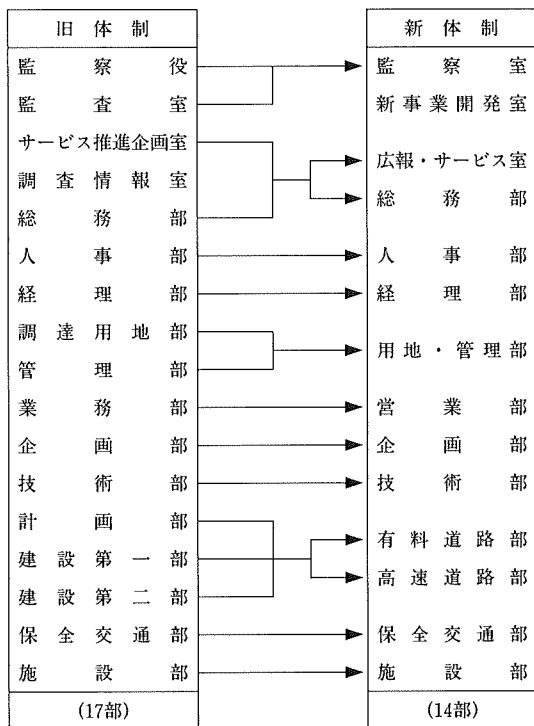 旧体制
監察役
監査室
サービス推進企画室
調査情報室
総務部
人事部
経理部
調達用地部
管理部
業務部
企画部
技術部
計画部
建設第一部
建設第二部
保全交通部
施設部
(17部)
新体制
監察室
新事業開発室
広報・サービス室
総務部
人事部
経理部
用地・管理部
営業部
企画部
技術部
有料道路部
高速道路部
保全交通部
施設部
(14部)